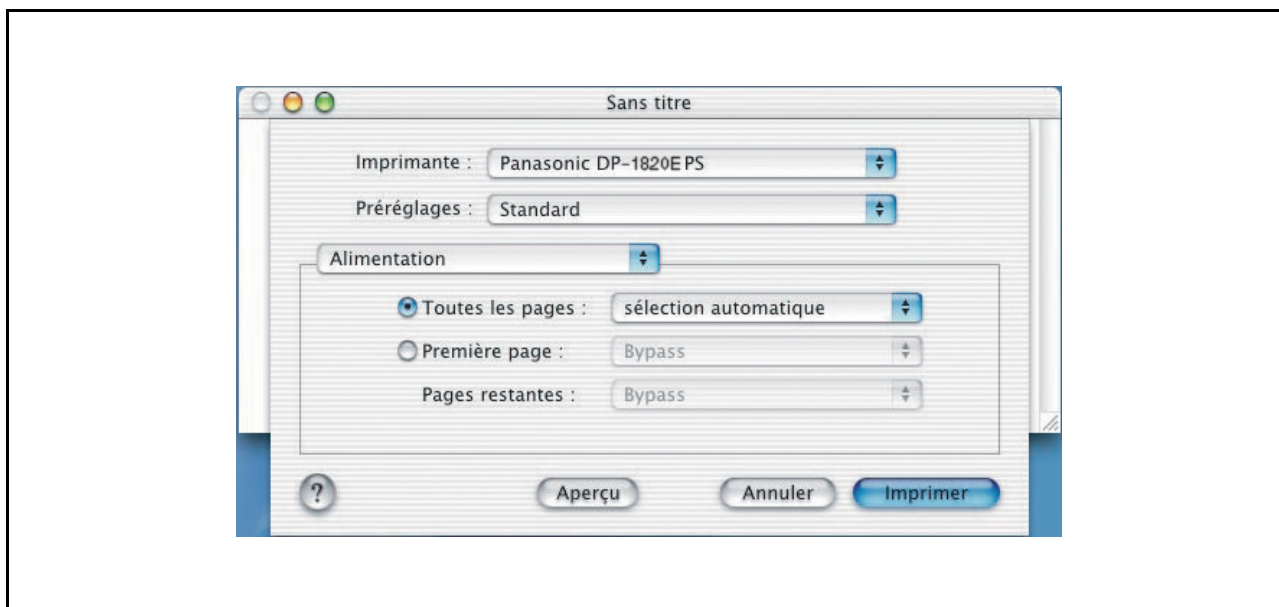 Sans titre
Imprimante : Panasonic DP-1820E PS
Préréglages : Standard
Alimentation
Toutes les pages : sélection automatique
Première page : Bypass
Pages restantes : Bypass
? Aperçu Annuler Imprimer